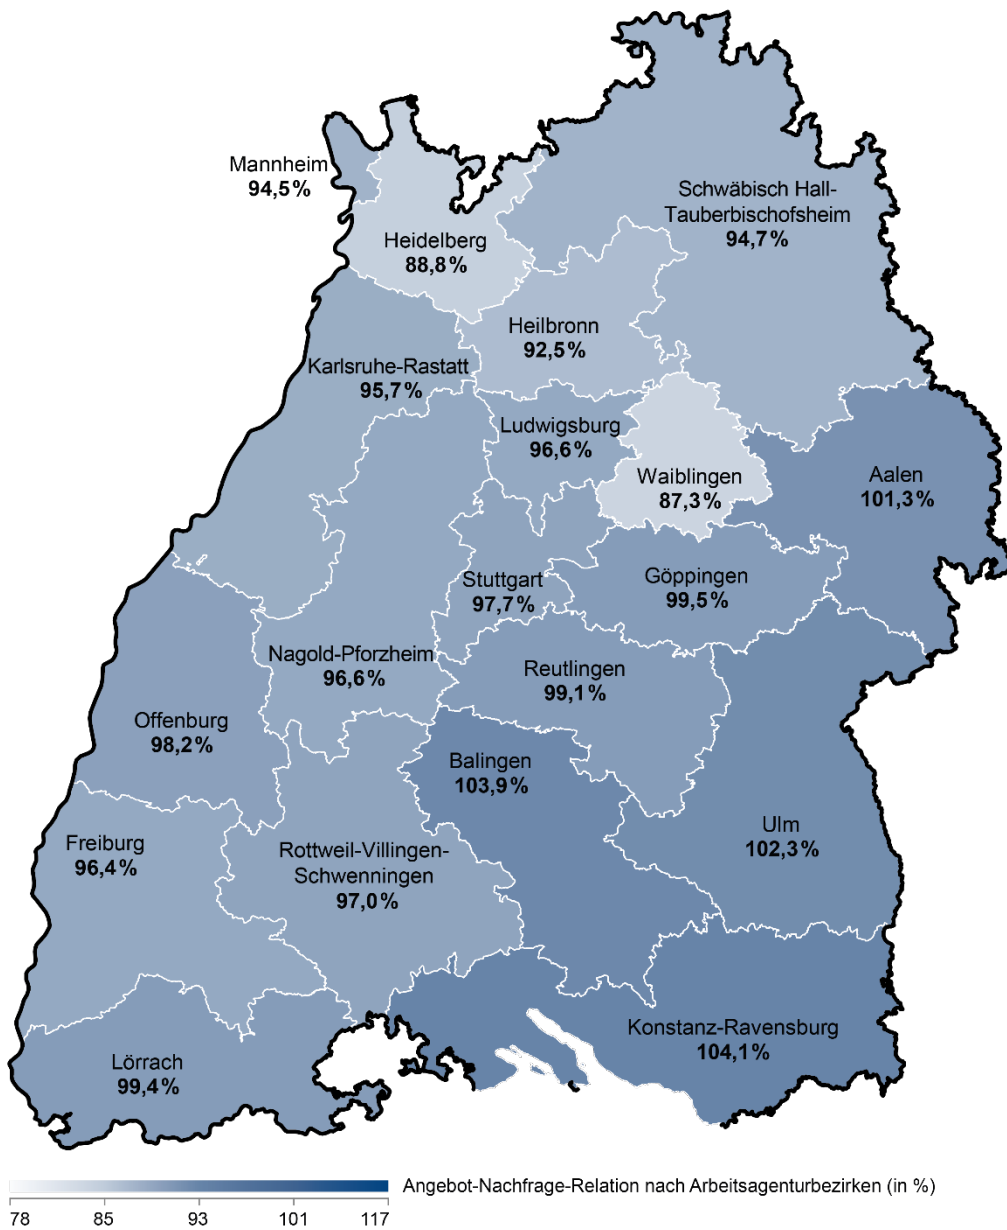 Mannheim
94,5%
Heidelberg
88,8%
Schwäbisch Hall-
Tauberbischofsheim
94,7%
Heilbronn
92,5%
Karlsruhe-Rastatt
95,7%
Ludwigsburg
96,6%
Waiblingen
87,3%
Aalen
101,3%
Stuttgart
97,7%
Göppingen
99,5%
Nagold-Pforzheim
96,6%
Reutlingen
99,1%
Offenburg
98,2%
Balingen
103,9%
Ulm
102,3%
Freiburg
96,4%
Rottweil-Villingen-
Schwenningen
97,0%
Konstanz-Ravensburg
104,1%
Lörrach
99,4%
Angebot-Nachfrage-Relation nach Arbeitsagenturbezirken (in %)
78 85 93 101 117